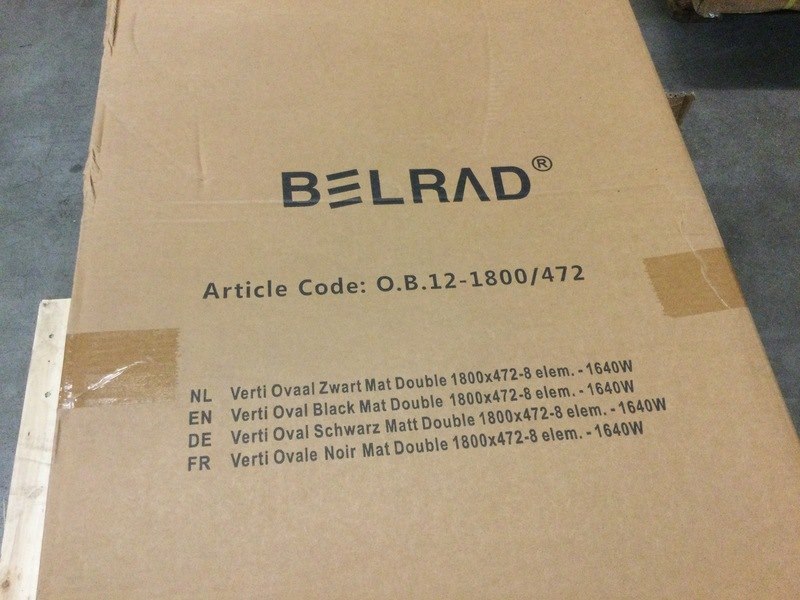 BELRAD®
Article Code: O.B.12-1800/472
NL Verti Ovaal Zwart Mat Double 1800x472-8 elem. - 1640W
EN Verti Oval Black Mat Double 1800x472-8 elem. - 1640W
DE Verti Oval Schwarz Matt Double 1800x472-8 elem. - 1640W
FR Verti Ovale Noir Mat Double 1800x472-8 elem. - 1640W